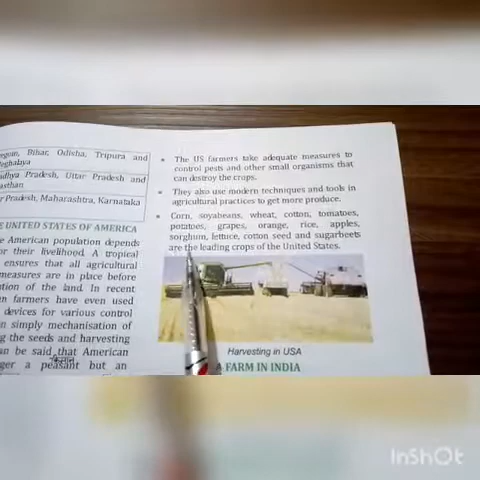 Bihar, Odisha, Tripura and
Pradesh, Uttar Pradesh and
Pradesh, Maharashtra, Karnataka
UNITED STATES OF AMERICA
American population depends
for their livelihood. A tropical
ensures that all agricultural
measures are in place before
of the land. In recent
farmers have even used
devices for various control
simply mechanisation of
the seeds and harvesting
be said that American
a peasant but an
• The US farmers take adequate measures to
control pests and other small organisms that
can destroy the crops.
• They also use modern techniques and tools in
agricultural practices to get more produce.
• Corn, soyabeans, wheat, cotton, tomatoes,
potatoes, grapes, orange, rice, apples,
sorghum, lettuce, cotton seed and sugarbeets
are the leading crops of the United States.
Harvesting in USA
A FARM IN INDIA
InShOt